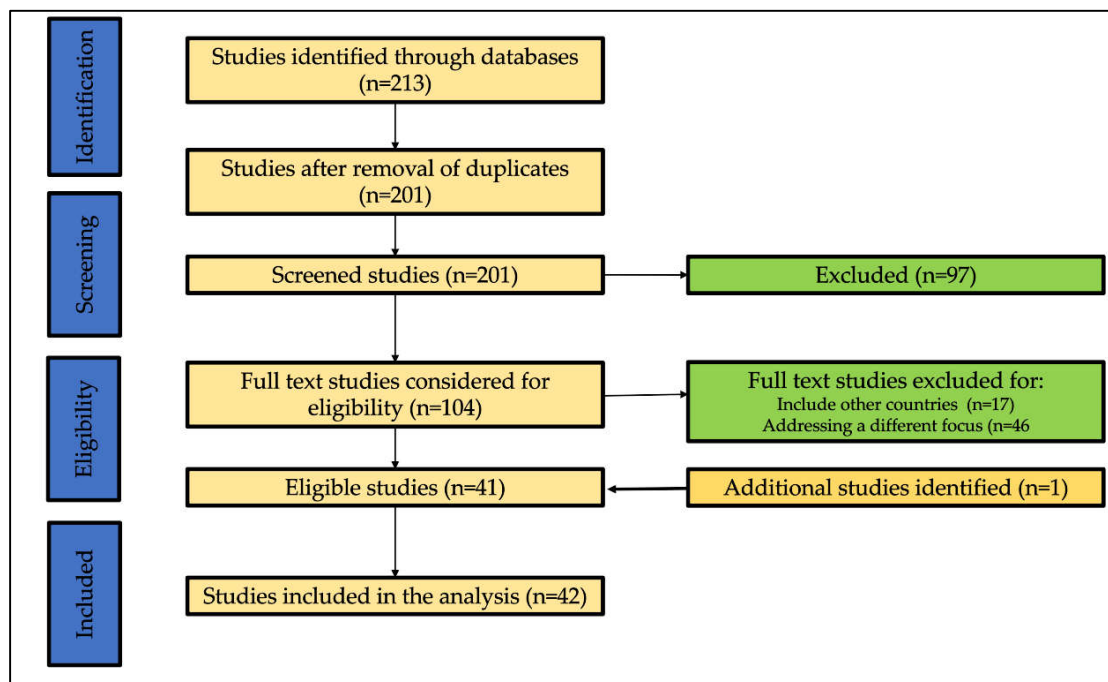 Identification
Studies identified through databases
(n=213)
Studies after removal of duplicates
(n=201)
Screening
Screened studies (n=201)
Excluded (n=97)
Eligibility
Full text studies considered for
eligibility (n=104)
Full text studies excluded for:
Include other countries (n=17)
Addressing a different focus (n=46
Eligible studies (n=41)
Additional studies identified (n=1)
Included
Studies included in the analysis (n=42)